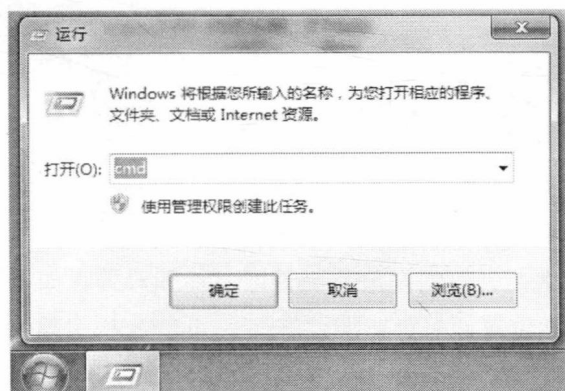 运行
Windows 将根据您所输入的名称，为您打开相应的程序、
文件夹、文档或 Internet 资源。
打开(O): cmd
使用管理权限创建此任务。
确定 取消 浏览(B)...